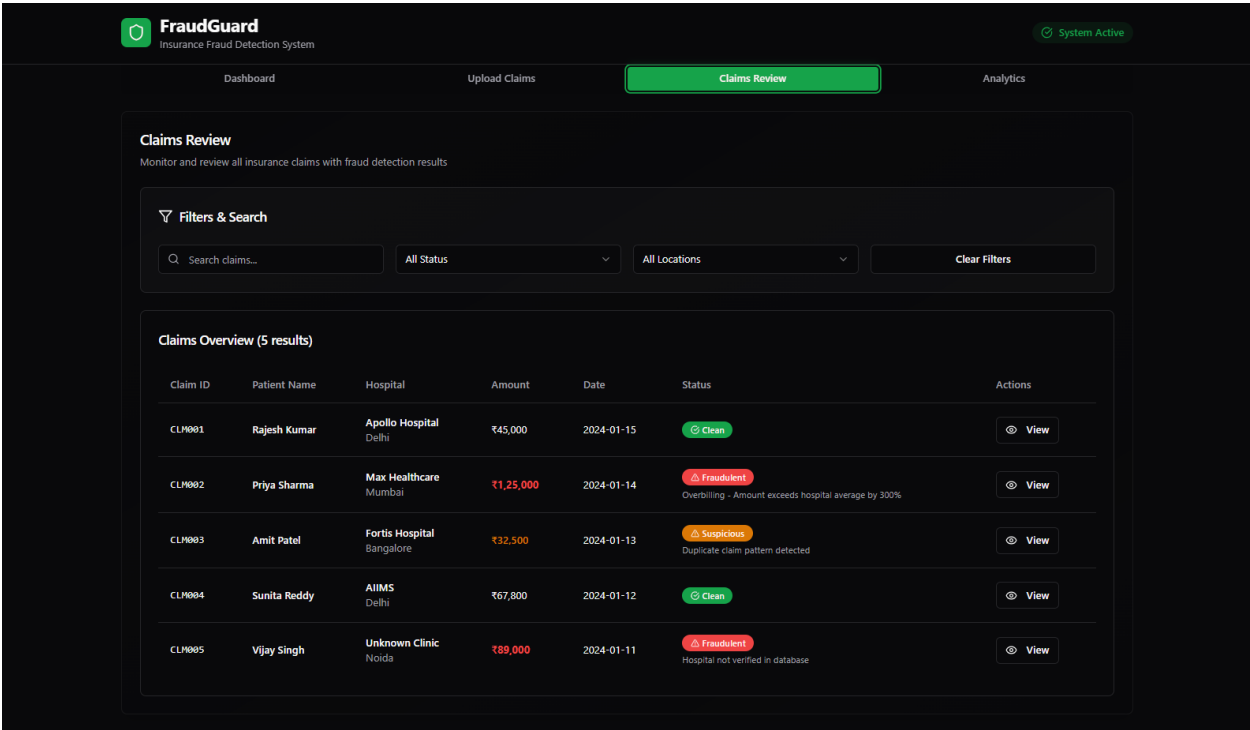 FraudGuard
Insurance Fraud Detection System
System Active
Dashboard Upload Claims Claims Review Analytics
Claims Review
Monitor and review all insurance claims with fraud detection results
Filters & Search
Search claims... All Status All Locations Clear Filters
Claims Overview (5 results)
Claim ID Patient Name Hospital Amount Date Status Actions
CLM001 Rajesh Kumar Apollo Hospital ₹45,000 2024-01-15 Clean View
Delhi
CLM002 Priya Sharma Max Healthcare ₹1,25,000 2024-01-14 Fraudulent View
Mumbai Overbilling - Amount exceeds hospital average by 300%
CLM003 Amit Patel Fortis Hospital ₹32,500 2024-01-13 Suspicious View
Bangalore Duplicate claim pattern detected
CLM004 Sunita Reddy AIIMS ₹67,800 2024-01-12 Clean View
Delhi
CLM005 Vijay Singh Unknown Clinic ₹89,000 2024-01-11 Fraudulent View
Noida Hospital not verified in database